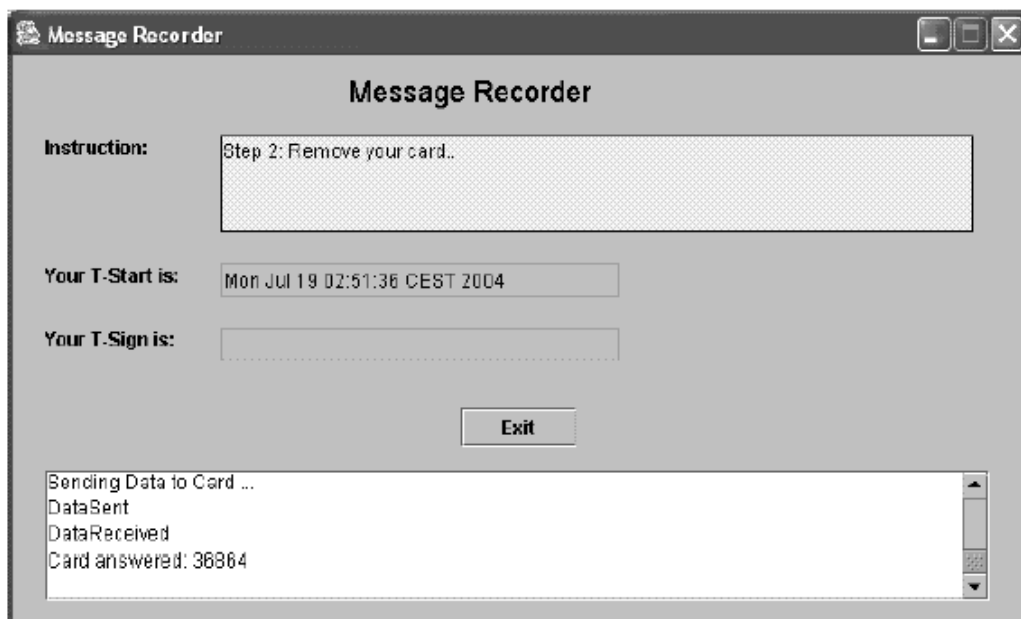 Message Recorder
Message Recorder
Instruction: Step 2: Remove your card..
Your T-Start is: Mon Jul 19 02:51:36 CEST 2004
Your T-Sign is:
Exit
Sending Data to Card ...
DataSent
DataReceived
Card answered: 36864